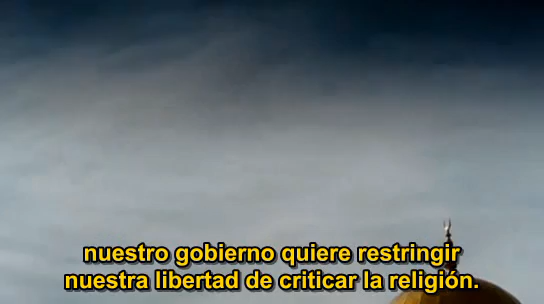 nuestro gobierno quiere restringir
nuestra libertad de criticar la religión.